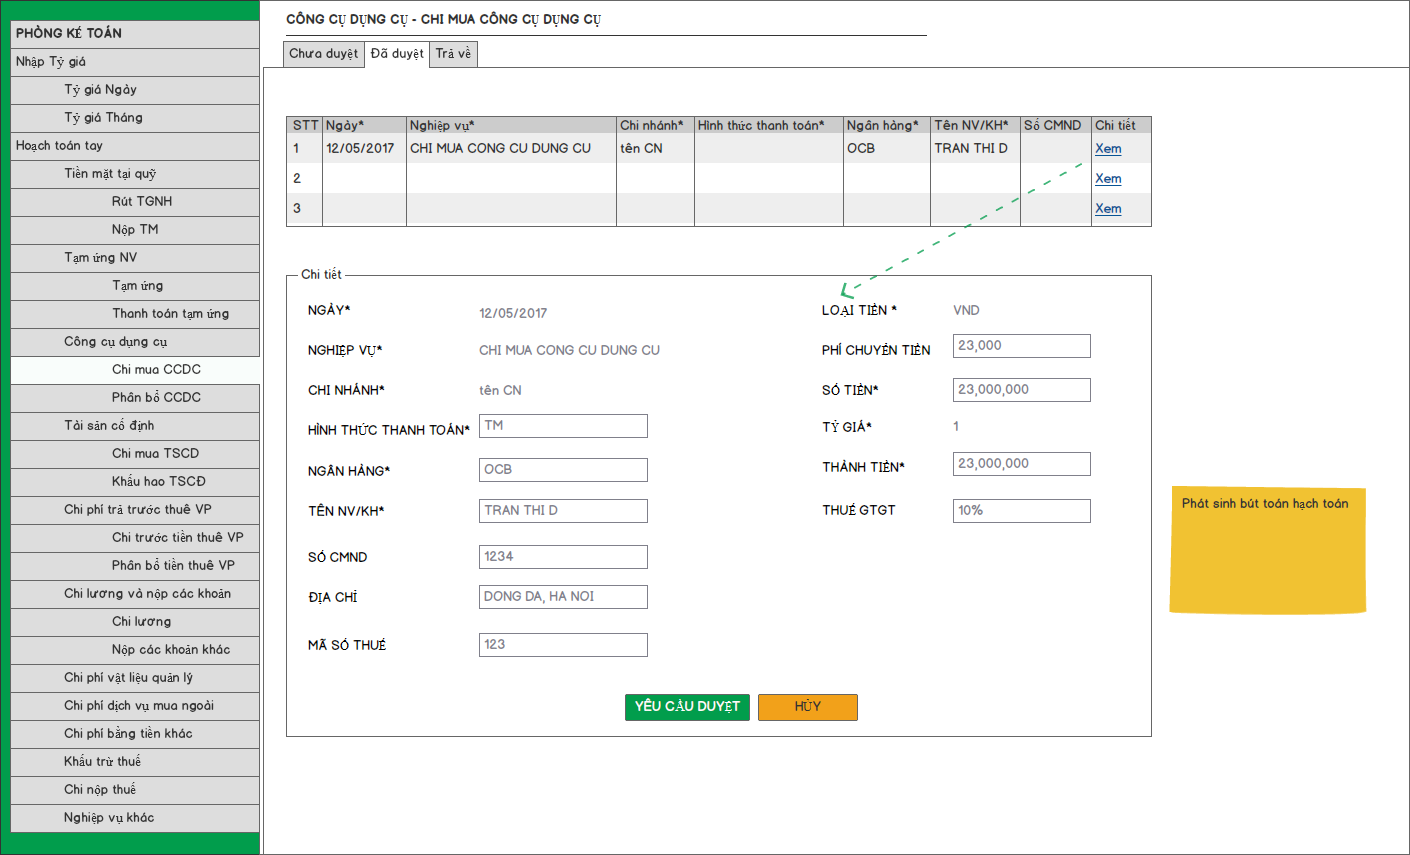 PHÒNG KẾ TOÁN
Nhập Tỷ giá
Tỷ giá Ngày
Tỷ giá Tháng
Hoạch toán tay
Tiền mặt tại quỹ
Rút TGNH
Nộp TM
Tạm ứng NV
Tạm ứng
Thanh toán tạm ứng
Công cụ dụng cụ
Chi mua CCDC
Phân bổ CCDC
Tài sản cố định
Chi mua TSCD
Khấu hao TSCĐ
Chi phí trả trước thuê VP
Chi trước tiền thuê VP
Phân bổ tiền thuê VP
Chi lương và nộp các khoản
Chi lương
Nộp các khoản khác
Chi phí vật liệu quản lý
Chi phí dịch vụ mua ngoài
Chi phí bằng tiền khác
Khấu trừ thuế
Chi nộp thuế
Nghiệp vụ khác
CÔNG CỤ DỤNG CỤ - CHI MUA CÔNG CỤ DỤNG CỤ
Chưa duyệt Đã duyệt Trả về
STT Ngày* Nghiệp vụ* Chi nhánh* Hình thức thanh toán* Ngân hàng* Tên NV/KH* Số CMND Chi tiết
1 12/05/2017 CHI MUA CONG CU DUNG CU tên CN OCB TRAN THI D Xem
2 Xem
3 Xem
Chi tiết
NGÀY* 12/05/2017 LOẠI TIỀN * VND
NGHIỆP VỤ* CHI MUA CONG CU DUNG CU PHÍ CHUYỂN TIỀN 23,000
CHI NHÁNH* tên CN SỐ TIỀN* 23,000,000
HÌNH THỨC THANH TOÁN* TM TỶ GIÁ* 1
NGÂN HÀNG* OCB THÀNH TIỀN* 23,000,000
TÊN NV/KH* TRAN THI D THUẾ GTGT 10%
SỐ CMND 1234
ĐỊA CHỈ DONG DA, HA NOI
MÃ SỐ THUẾ 123
YÊU CẦU DUYỆT HỦY
Phát sinh bút toán hạch toán